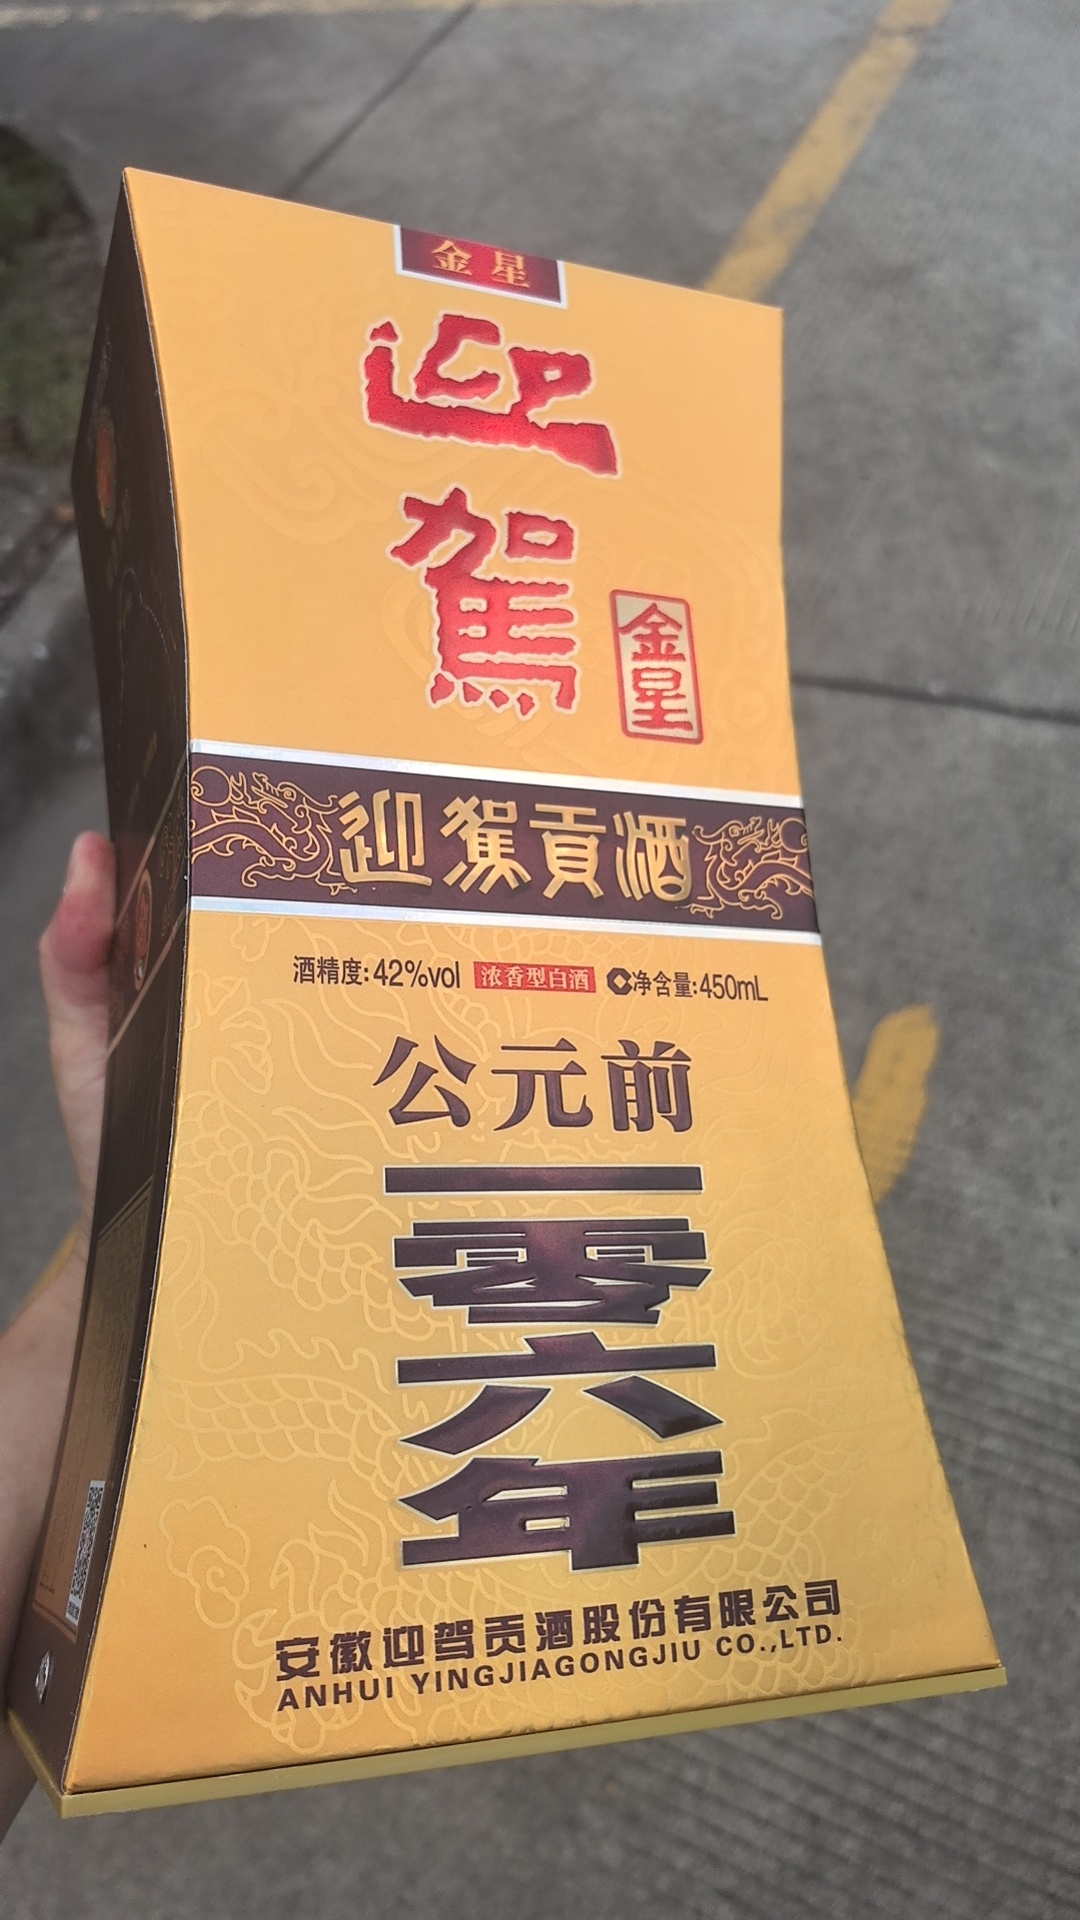 金星
迎
駕
金星
迎駕貢酒
酒精度:42%vol 浓香型白酒 净含量:450mL
公元前
一
零
六
年
安徽迎驾贡酒股份有限公司
ANHUI YINGJIAGONGJIU CO.,LTD.